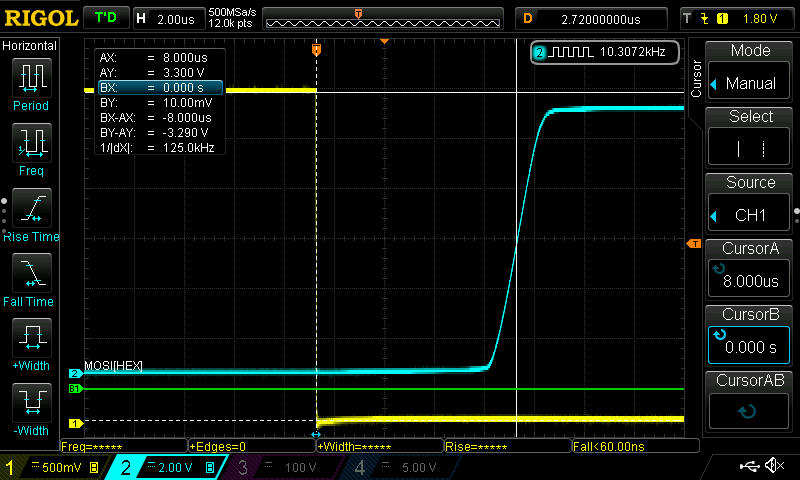 RIGOL T'D H 2.00us 500MSa/s 12.0k pts T D 2.72000000us T 1 1.80 V
Horizontal
Period
Freq
Rise Time
Fall Time
+Width
-Width
T
AX: = 8.000us
AY: = 3.300 V
BX: = 0.000 s
BY: = 10.00mV
BX-AX: = -8.000us
BY-AY: = -3.290 V
1/|dX|: = 125.0kHz
2 10.3072kHz
T
MOSI[HEX]
2
B1
1
Cursor
Mode
Manual
Select
Source
CH1
CursorA
8.000us
CursorB
0.000 s
CursorAB
Freq=***** +Edges=0 +Width=***** Rise=***** Fall<60.00ns
1 500mV B 2 2.00 V B 3 100 V 4 5.00 V